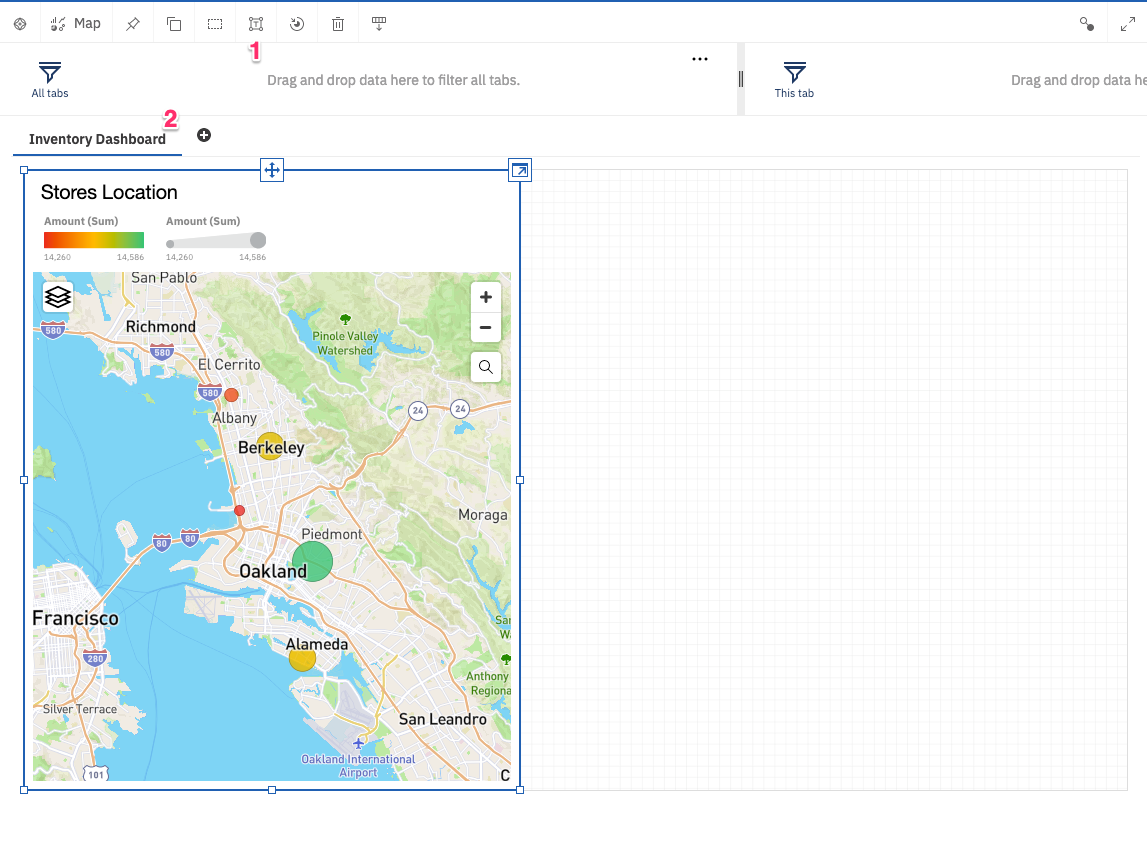 Map
1
All tabs
Drag and drop data here to filter all tabs.
This tab
Drag and drop data he
2
Inventory Dashboard
Stores Location
Amount (Sum)
Amount (Sum)
14,260
14,586
14,260
14,586
San Pablo
580
Richmond
Pinole Valley
Watershed
580
El Cerrito
580
24
24
Albany
Berkeley
Moraga
Piedmont
80
80
Oakland
Francisco
Sar
W
Alameda
280
Anthony
Regiona
Silver Terrace
San Leandro
Oakland International
Airport
101
C